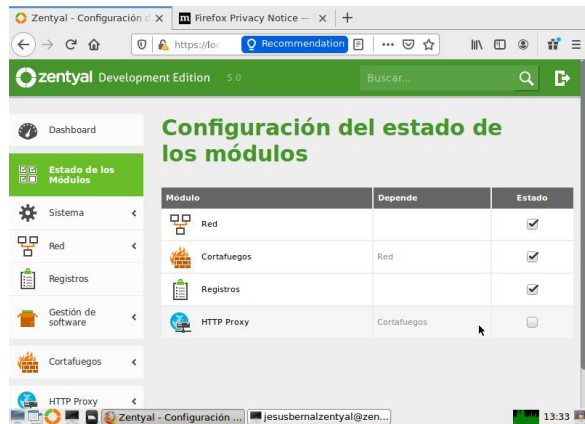 Zentyal - Configuración d
Firefox Privacy Notice —
https://loc
Recommendation
zentyal Development Edition 5.0
Buscar...
Dashboard
Estado de los
Módulos
Sistema
Red
Registros
Gestión de
software
Cortafuegos
HTTP Proxy
Configuración del estado de
los módulos
Módulo Depende Estado
Red
Cortafuegos Red
Registros
HTTP Proxy Cortafuegos
Zentyal - Configuración ... jesusbernalzentyal@zen... 13:33